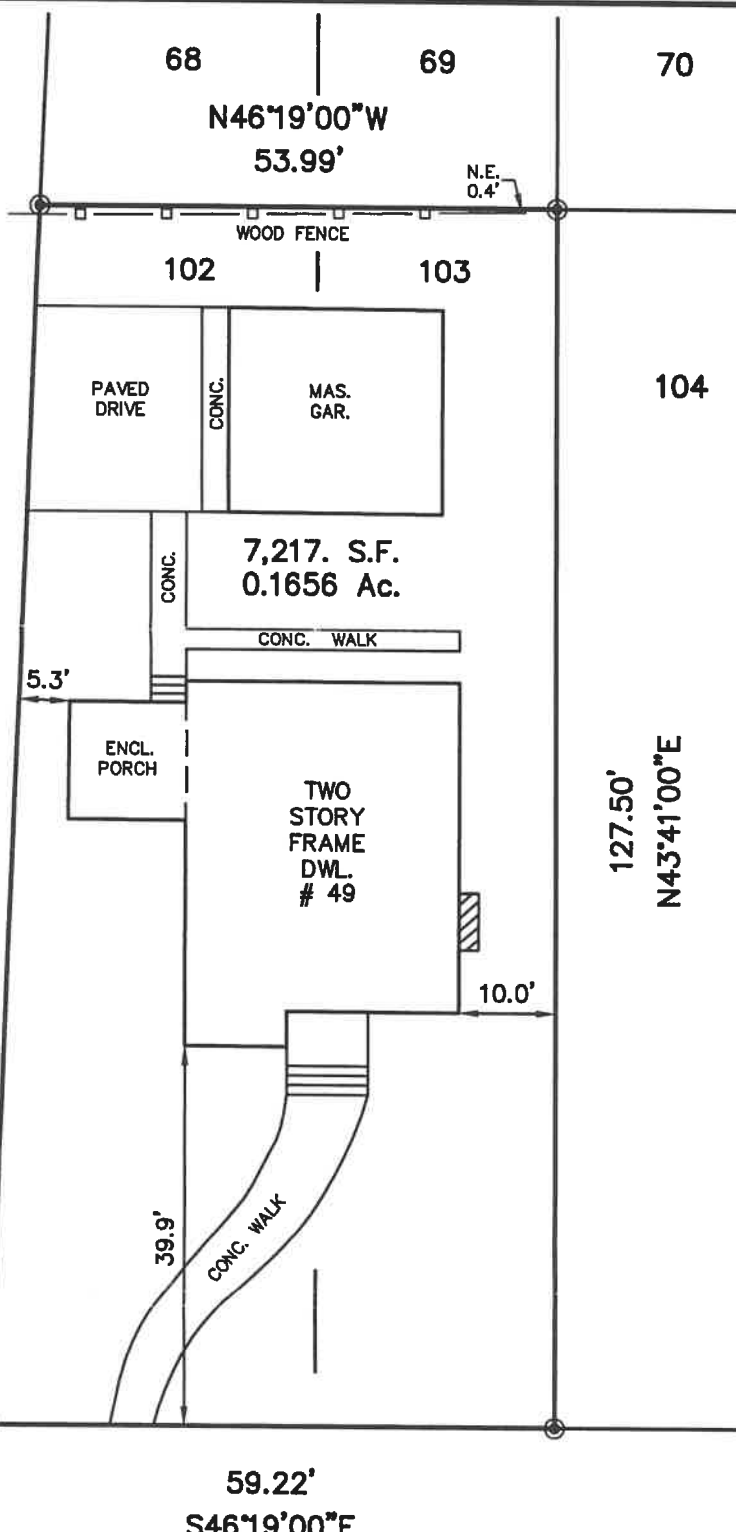 68
69
70
N46°19'00"W
53.99'
N.E.
0.4'
WOOD FENCE
102
103
104
PAVED
DRIVE
CONC.
MAS.
GAR.
7,217. S.F.
0.1656 Ac.
CONC.
CONC. WALK
5.3'
ENCL.
PORCH
TWO
STORY
FRAME
DWL.
# 49
127.50'
N43°41'00"E
10.0'
39.9'
CONC. WALK
59.22'
S46°19'00"E